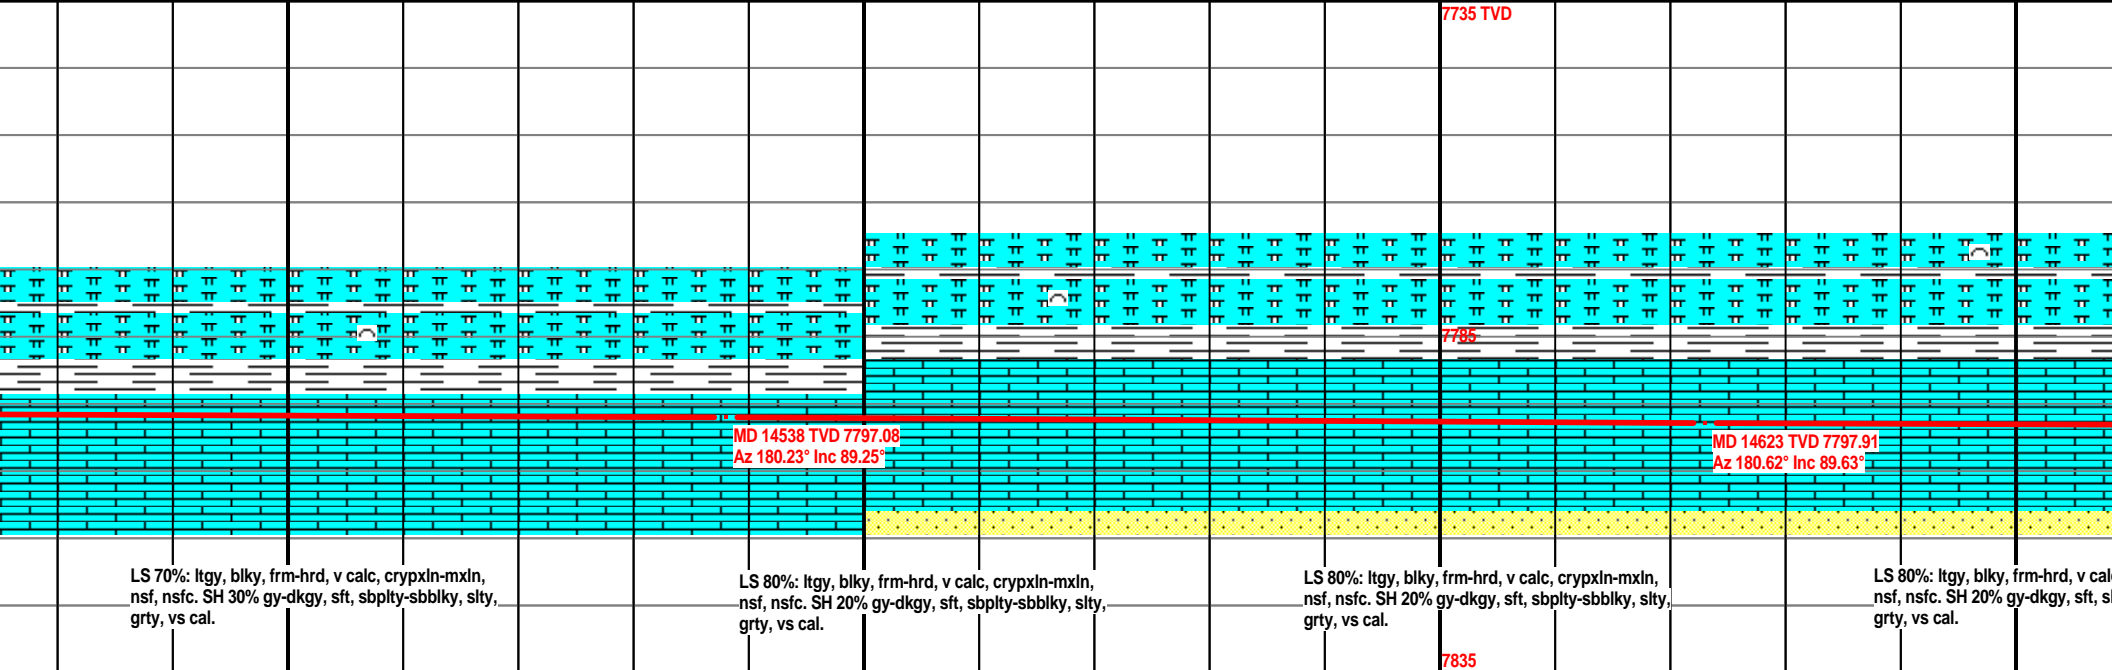 7735 TVD
7785
MD 14538 TVD 7797.08
Az 180.23° Inc 89.25°
MD 14623 TVD 7797.91
Az 180.62° Inc 89.63°
LS 70%: ltgy, blky, frm-hrd, v calc, crypxln-mxln,
nsf, nsfc. SH 30% gy-dkgy, sft, sbplty-sbblky, slty,
grty, vs cal.
LS 80%: ltgy, blky, frm-hrd, v calc, crypxln-mxln,
nsf, nsfc. SH 20% gy-dkgy, sft, sbplty-sbblky, slty,
grty, vs cal.
LS 80%: ltgy, blky, frm-hrd, v calc, crypxln-mxln,
nsf, nsfc. SH 20% gy-dkgy, sft, sbplty-sbblky, slty,
grty, vs cal.
LS 80%: ltgy, blky, frm-hrd, v cal
nsf, nsfc. SH 20% gy-dkgy, sft, s
grty, vs cal.
7835